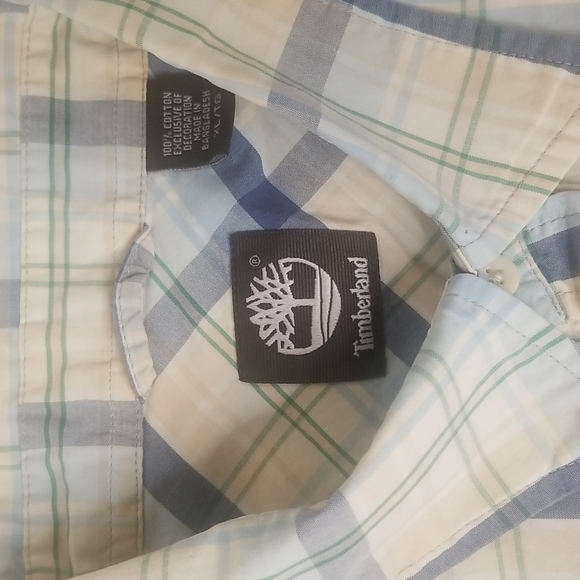 100% COTTON
EXCLUSIVE OF
DECORATION
MADE IN
BANGLADESH
XL/TG
®
Timberland